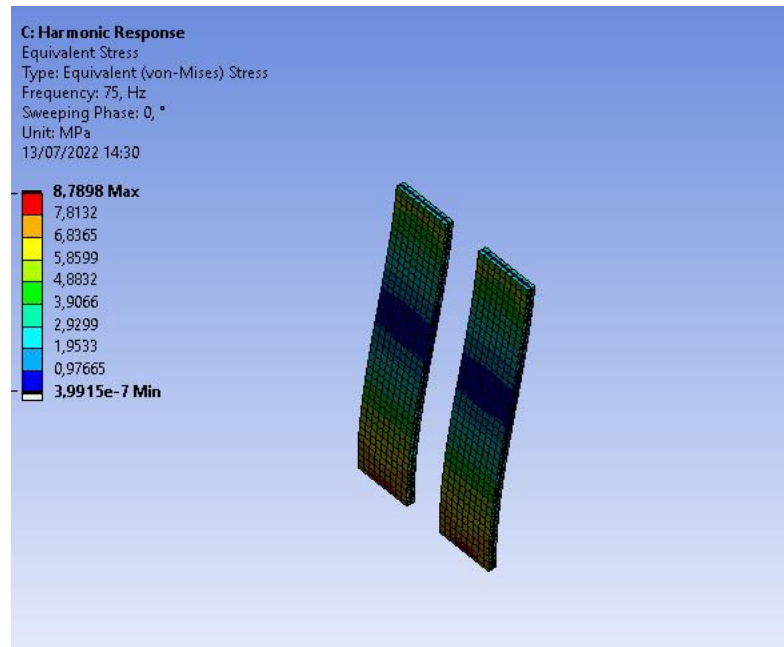 C: Harmonic Response
Equivalent Stress
Type: Equivalent (von-Mises) Stress
Frequency: 75, Hz
Sweeping Phase: 0, °
Unit: MPa
13/07/2022 14:30
8,7898 Max
7,8132
6,8365
5,8599
4,8832
3,9066
2,9299
1,9533
0,97665
3,9915e-7 Min